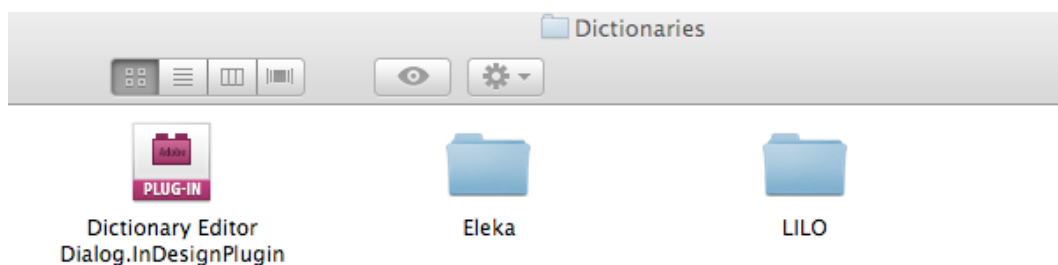 Dictionaries
Adobe
PLUG-IN
Dictionary Editor
Dialog.InDesignPlugin
Eleka
LILO